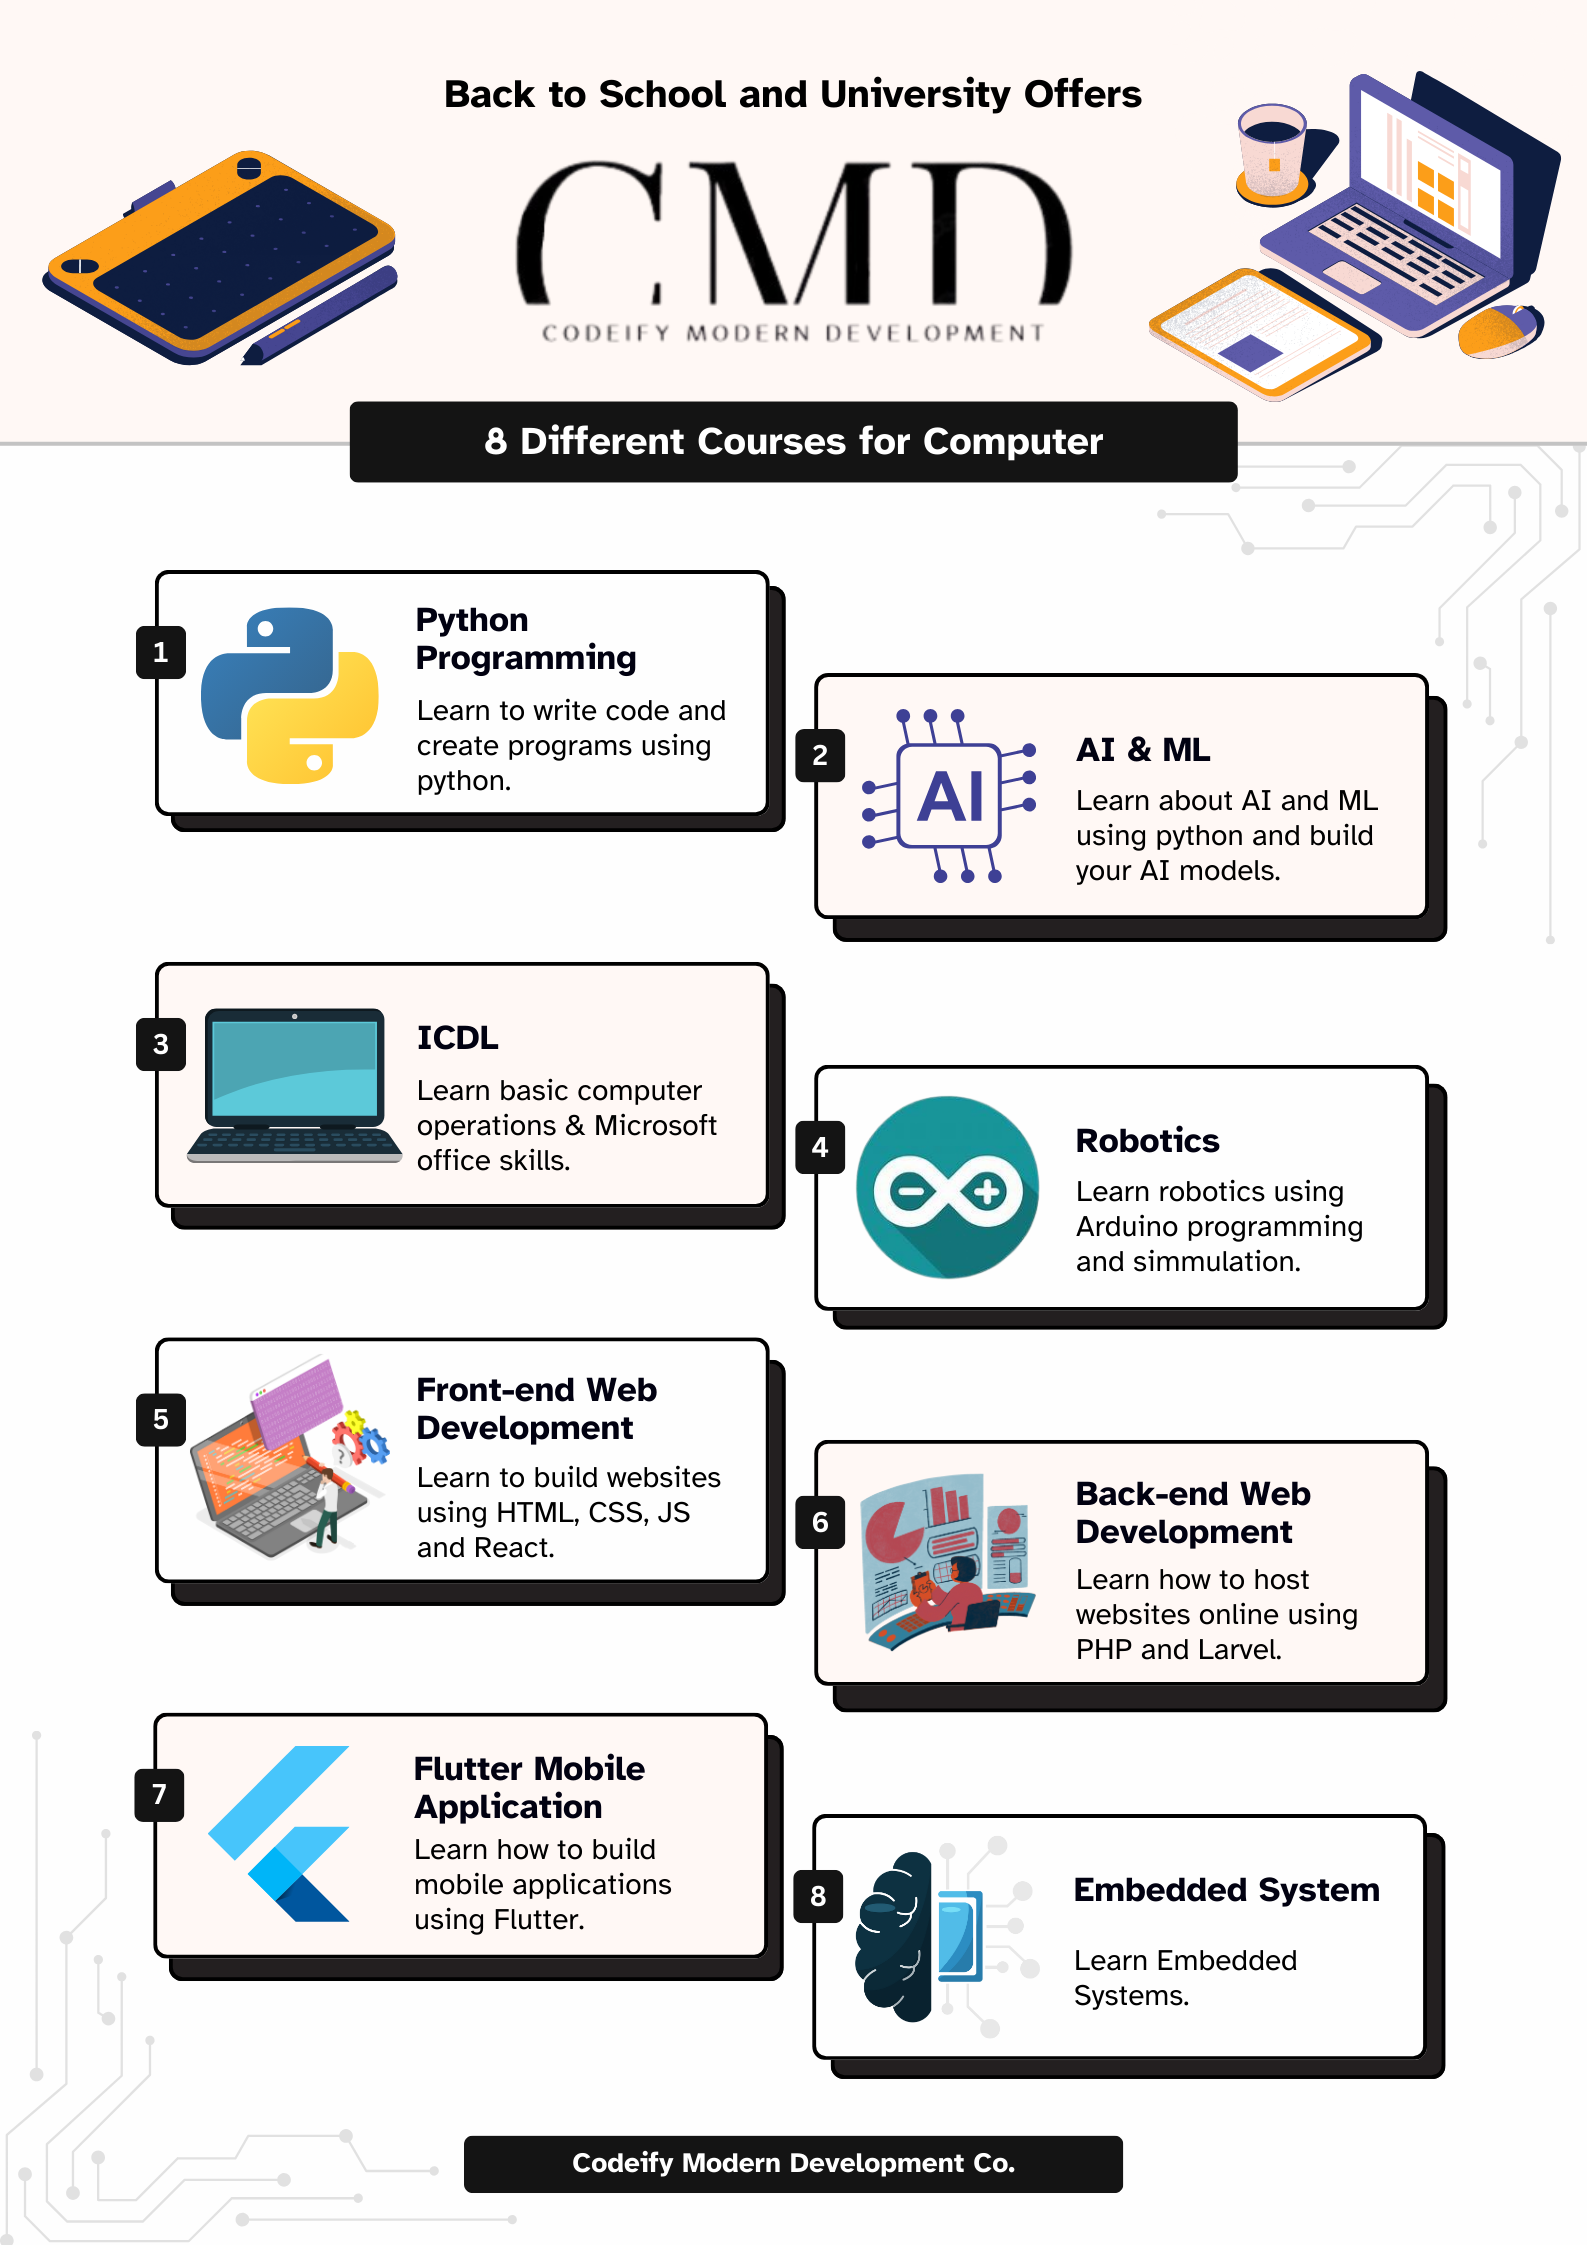 Back to School and University Offers
CMD
CODEIFY MODERN DEVELOPMENT
8 Different Courses for Computer
1
Python
Programming
Learn to write code and
create programs using
python.
2
AI
AI & ML
Learn about AI and ML
using python and build
your AI models.
3
ICDL
Learn basic computer
operations & Microsoft
office skills.
4
Robotics
Learn robotics using
Arduino programming
and simmulation.
5
Front-end Web
Development
Learn to build websites
using HTML, CSS, JS
and React.
6
Back-end Web
Development
Learn how to host
websites online using
PHP and Larvel.
7
Flutter Mobile
Application
Learn how to build
mobile applications
using Flutter.
8
Embedded System
Learn Embedded
Systems.
Codeify Modern Development Co.